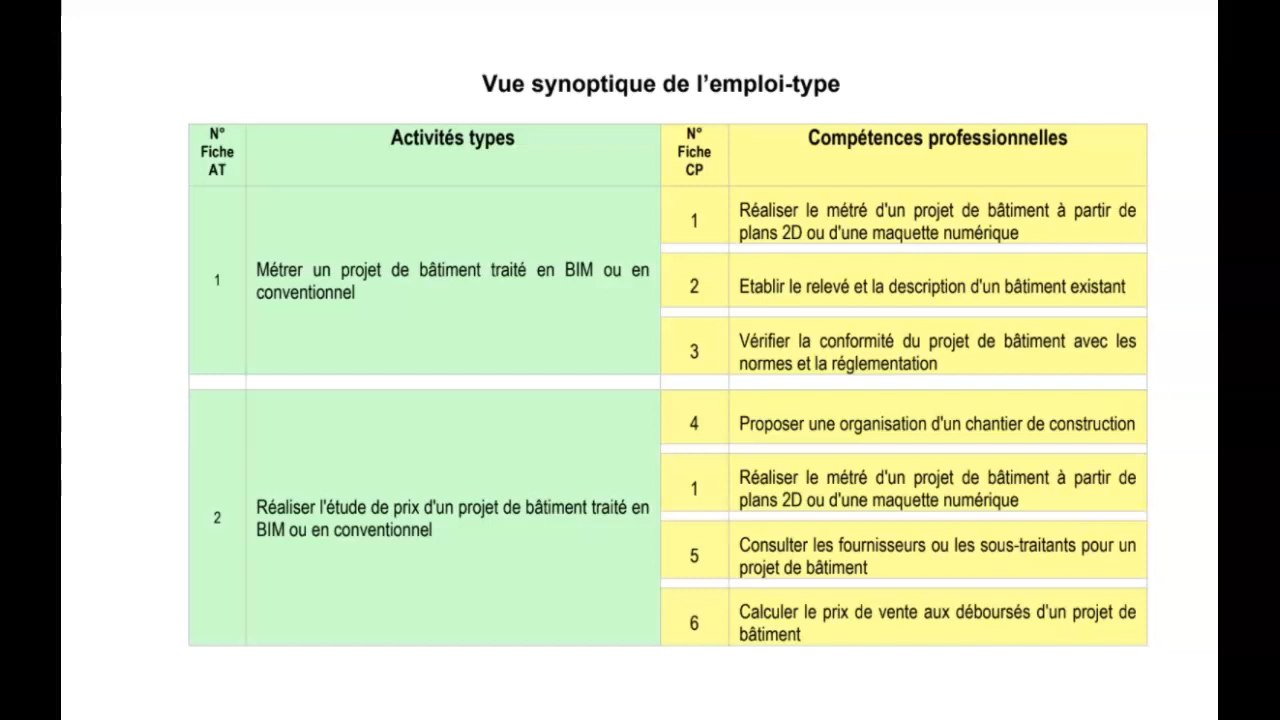 Vue synoptique de l’emploi-type
N°
Fiche
AT
Activités types
N°
Fiche
CP
Compétences professionnelles
1
Métrer un projet de bâtiment traité en BIM ou en
conventionnel
1
Réaliser le métré d'un projet de bâtiment à partir de
plans 2D ou d'une maquette numérique
2
Etablir le relevé et la description d'un bâtiment existant
3
Vérifier la conformité du projet de bâtiment avec les
normes et la réglementation
2
Réaliser l'étude de prix d'un projet de bâtiment traité en
BIM ou en conventionnel
4
Proposer une organisation d'un chantier de construction
1
Réaliser le métré d'un projet de bâtiment à partir de
plans 2D ou d'une maquette numérique
5
Consulter les fournisseurs ou les sous-traitants pour un
projet de bâtiment
6
Calculer le prix de vente aux déboursés d'un projet de
bâtiment